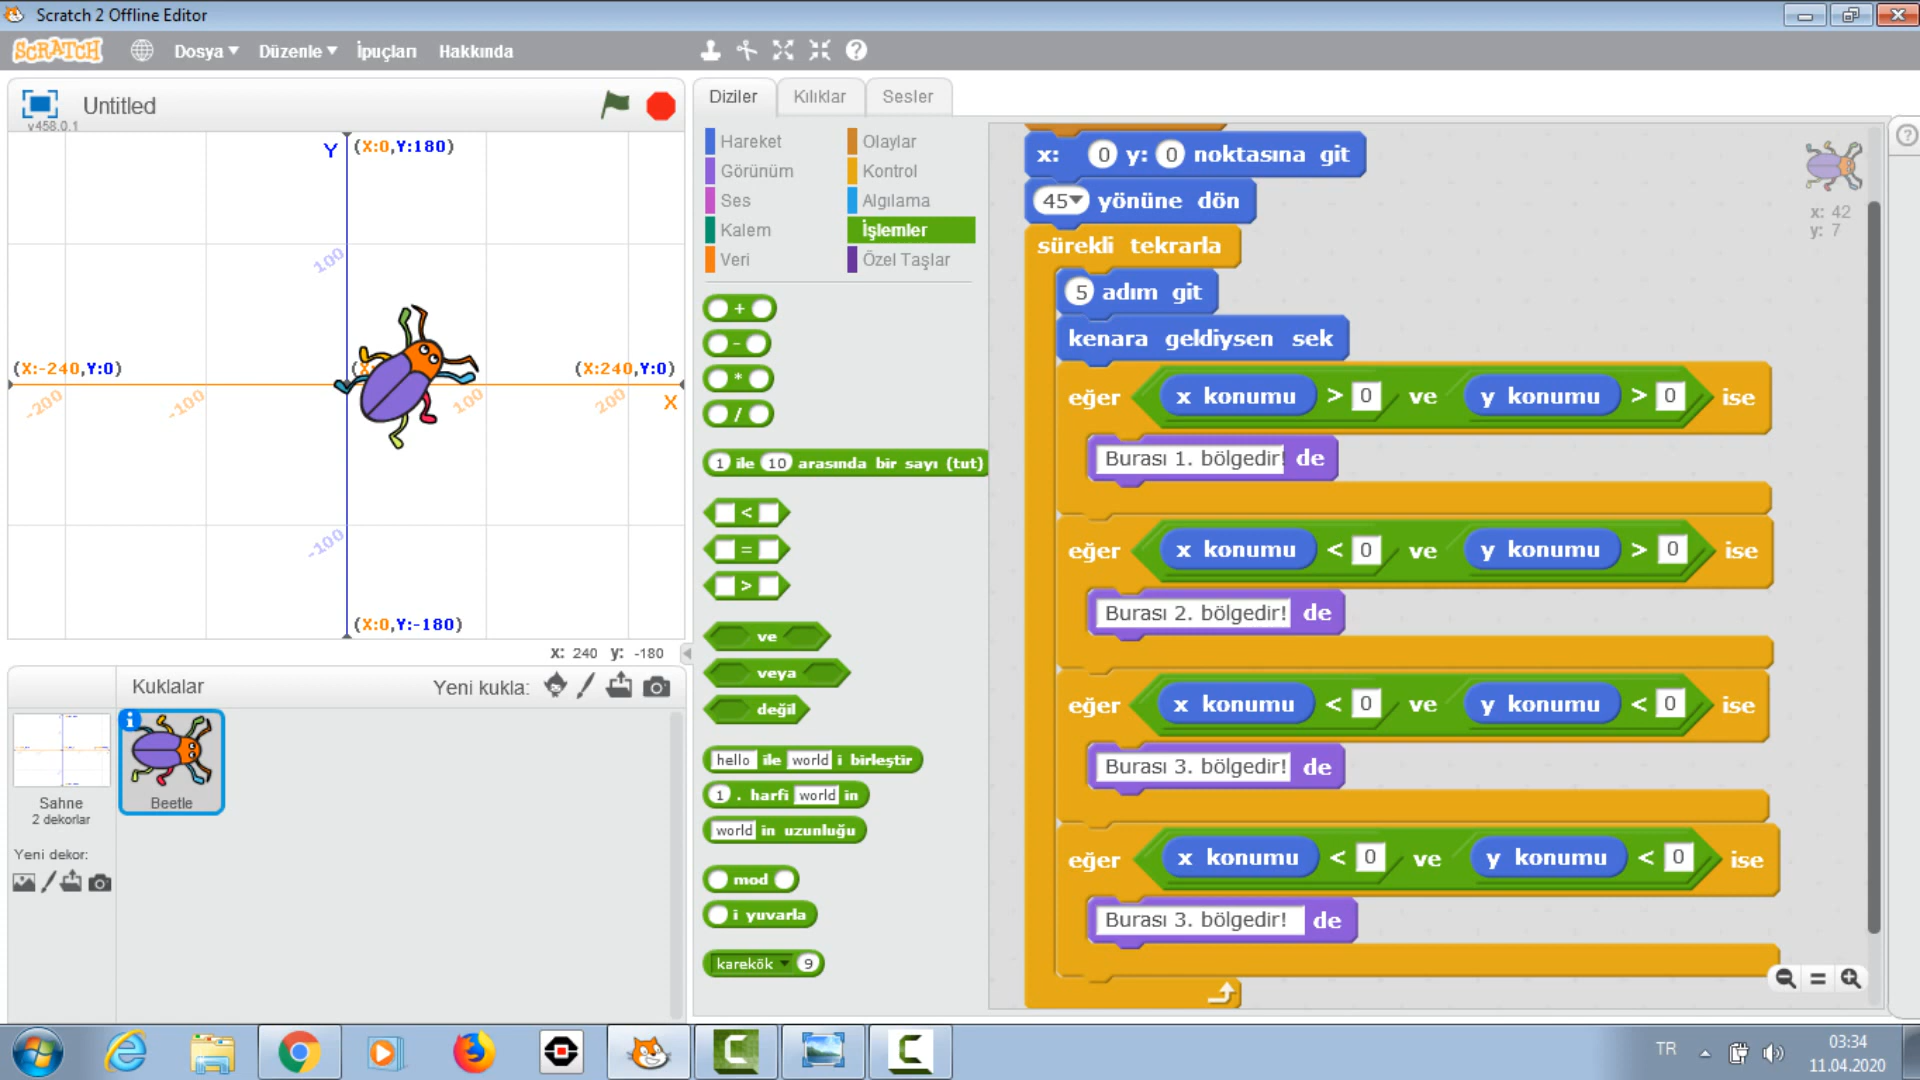 Scratch 2 Offline Editor
SCRATCH Dosya Düzenle İpuçları Hakkında
Untitled
v458.0.1
Y (X:0,Y:180)
100
(X:-240,Y:0) (X:240,Y:0)
-200 -100 100 200 X
-100
(X:0,Y:-180)
x: 240 y: -180
Kuklalar Yeni kukla:
Sahne
2 dekorlar
Yeni dekor:
Beetle
Diziler Kılıklar Sesler
Hareket Olaylar
Görünüm Kontrol
Ses Algılama
Kalem İşlemler
Veri Özel Taşlar
+
-
*
/
1 ile 10 arasında bir sayı (tut)
<
=
>
ve
veya
değil
hello ile world i birleştir
1 . harfi world in
world in uzunluğu
mod
i yuvarla
karekök 9
x: 0 y: 0 noktasına git
45 yönüne dön
sürekli tekrarla
5 adım git
kenara geldiysen sek
eğer x konumu > 0 ve y konumu > 0 ise
Burası 1. bölgedir! de
eğer x konumu < 0 ve y konumu > 0 ise
Burası 2. bölgedir! de
eğer x konumu < 0 ve y konumu < 0 ise
Burası 3. bölgedir! de
eğer x konumu < 0 ve y konumu < 0 ise
Burası 3. bölgedir! de
x: 42
y: 7
TR
03:34
11.04.2020